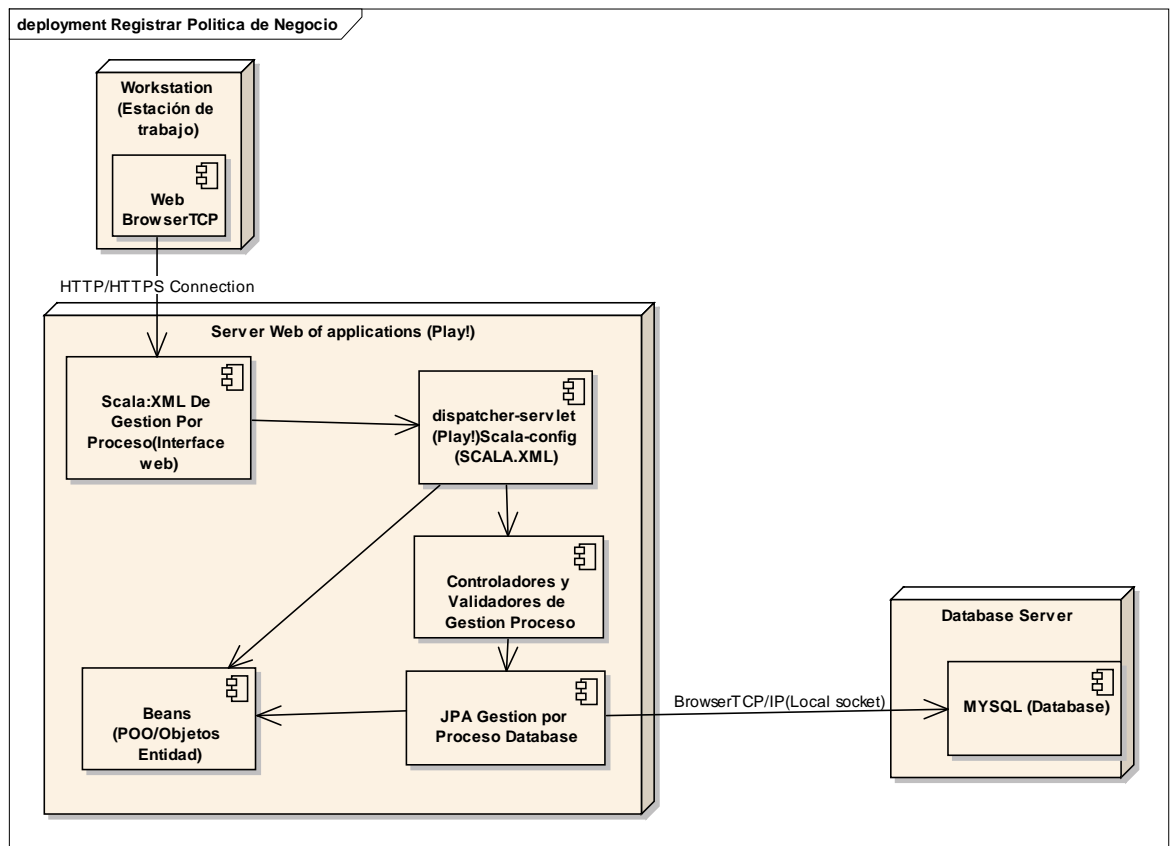 deployment Registrar Politica de Negocio
Workstation
(Estación de
trabajo)
Web
BrowserTCP
HTTP/HTTPS Connection
Server Web of applications (Play!)
Scala:XML De
Gestion Por
Proceso(Interface
web)
dispatcher-servlet
(Play!)Scala-config
(SCALA.XML)
Controladores y
Validadores de
Gestion Proceso
Beans
(POO/Objetos
Entidad)
JPA Gestion por
Proceso Database
BrowserTCP/IP(Local socket)
Database Server
MYSQL (Database)